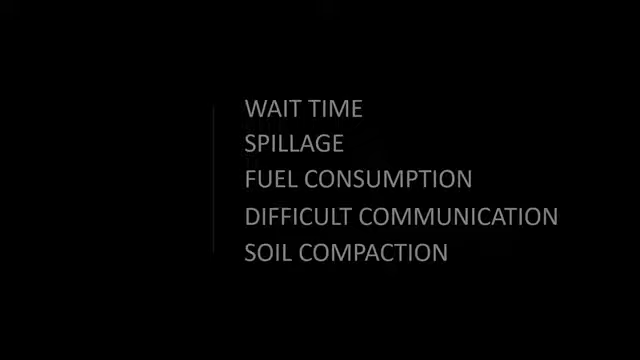 WAIT TIME
SPILLAGE
FUEL CONSUMPTION
DIFFICULT COMMUNICATION
SOIL COMPACTION